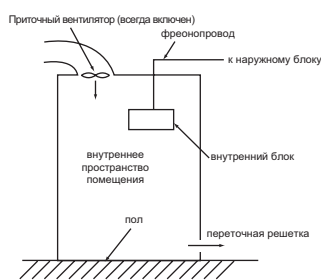 Приточный вентилятор (всегда включен)
фреонопровод
к наружному блоку
внутреннее
пространство
помещения
внутренний блок
пол
переточная решетка